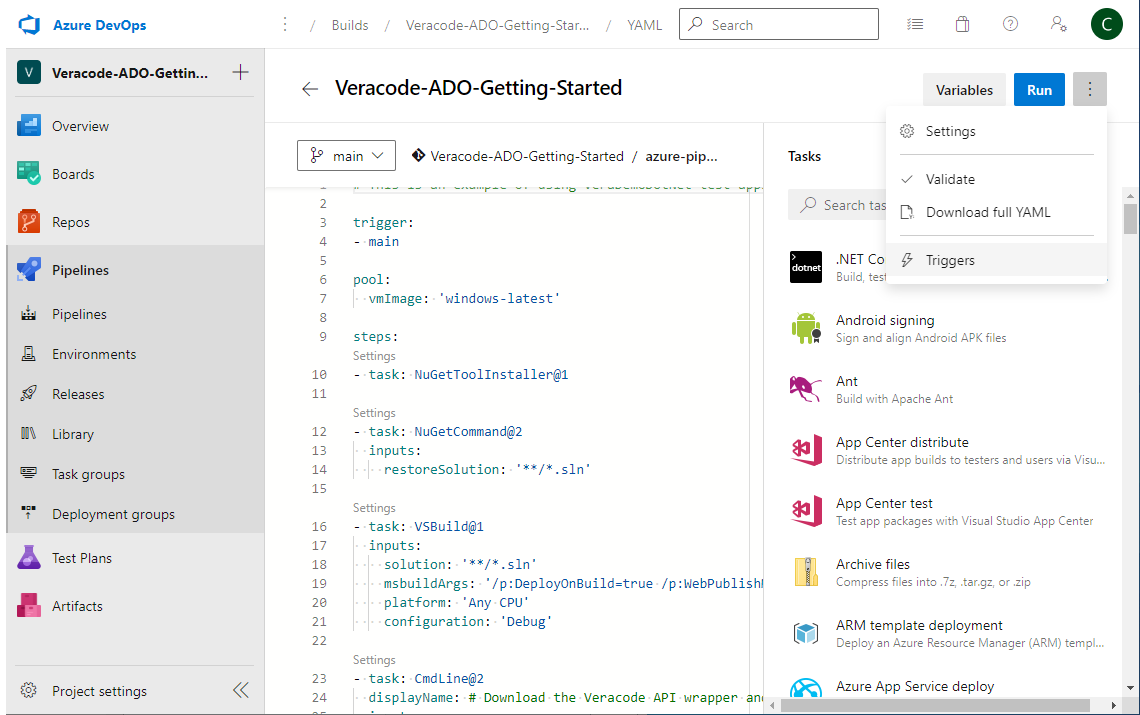 Azure DevOps
/ Builds / Veracode-ADO-Getting-Star... / YAML
Search
C
V Veracode-ADO-Gettin...
Overview
Boards
Repos
Pipelines
Pipelines
Environments
Releases
Library
Task groups
Deployment groups
Test Plans
Artifacts
Project settings
Veracode-ADO-Getting-Started
Variables
Run
Settings
Validate
Download full YAML
Triggers
main
Veracode-ADO-Getting-Started / azure-pip...
2
3 trigger:
4 - main
5
6 pool:
7 vmImage: 'windows-latest'
8
9 steps:
Settings
10 - task: NuGetToolInstaller@1
11
Settings
12 - task: NuGetCommand@2
13 inputs:
14 restoreSolution: '**/*.sln'
15
Settings
16 - task: VSBuild@1
17 inputs:
18 solution: '**/*.sln'
19 msbuildArgs: '/p:DeployOnBuild=true /p:WebPublishM
20 platform: 'Any CPU'
21 configuration: 'Debug'
22
Settings
23 - task: CmdLine@2
24 displayName: # Download the Veracode API wrapper and
Tasks
Search tas
dotnet
.NET Co
Build, test
Android signing
Sign and align Android APK files
Ant
Build with Apache Ant
App Center distribute
Distribute app builds to testers and users via Visu...
App Center test
Test app packages with Visual Studio App Center
Archive files
Compress files into .7z, .tar.gz, or .zip
ARM template deployment
Deploy an Azure Resource Manager (ARM) templ...
Azure App Service deploy